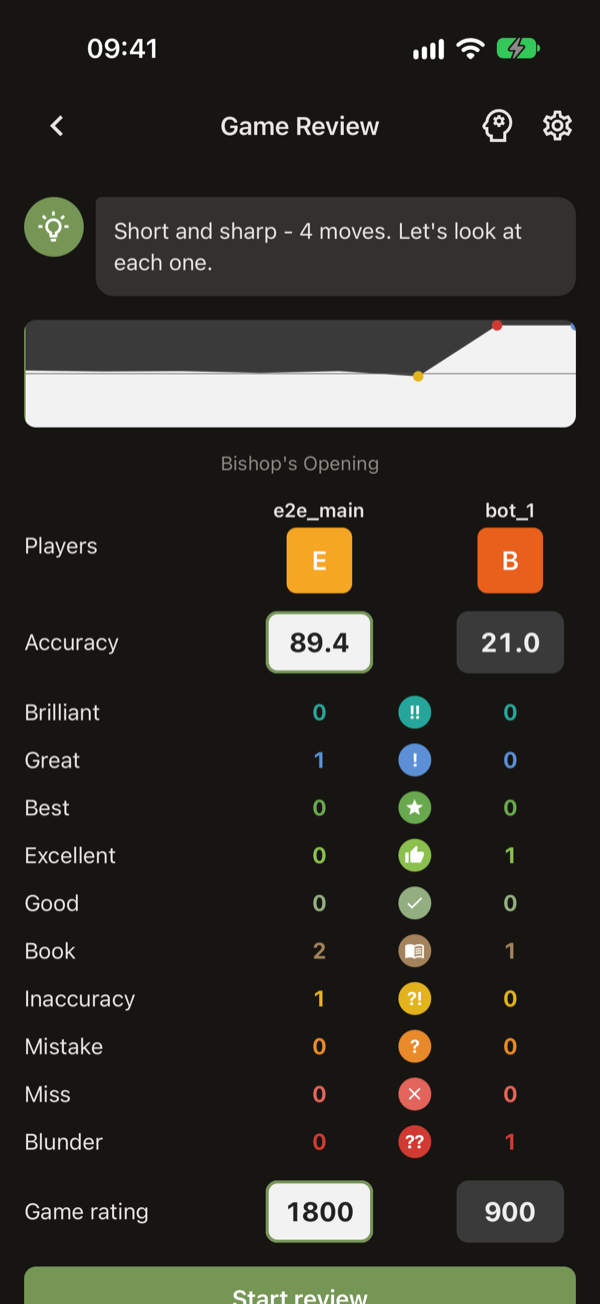 09:41
Game Review
Short and sharp - 4 moves. Let's look at
each one.
Bishop's Opening
Players e2e_main bot_1
E B
Accuracy 89.4 21.0
Brilliant 0 !! 0
Great 1 ! 0
Best 0 0
Excellent 0 1
Good 0 0
Book 2 1
Inaccuracy 1 ?! 0
Mistake 0 ? 0
Miss 0 0
Blunder 0 ?? 1
Game rating 1800 900
Start review